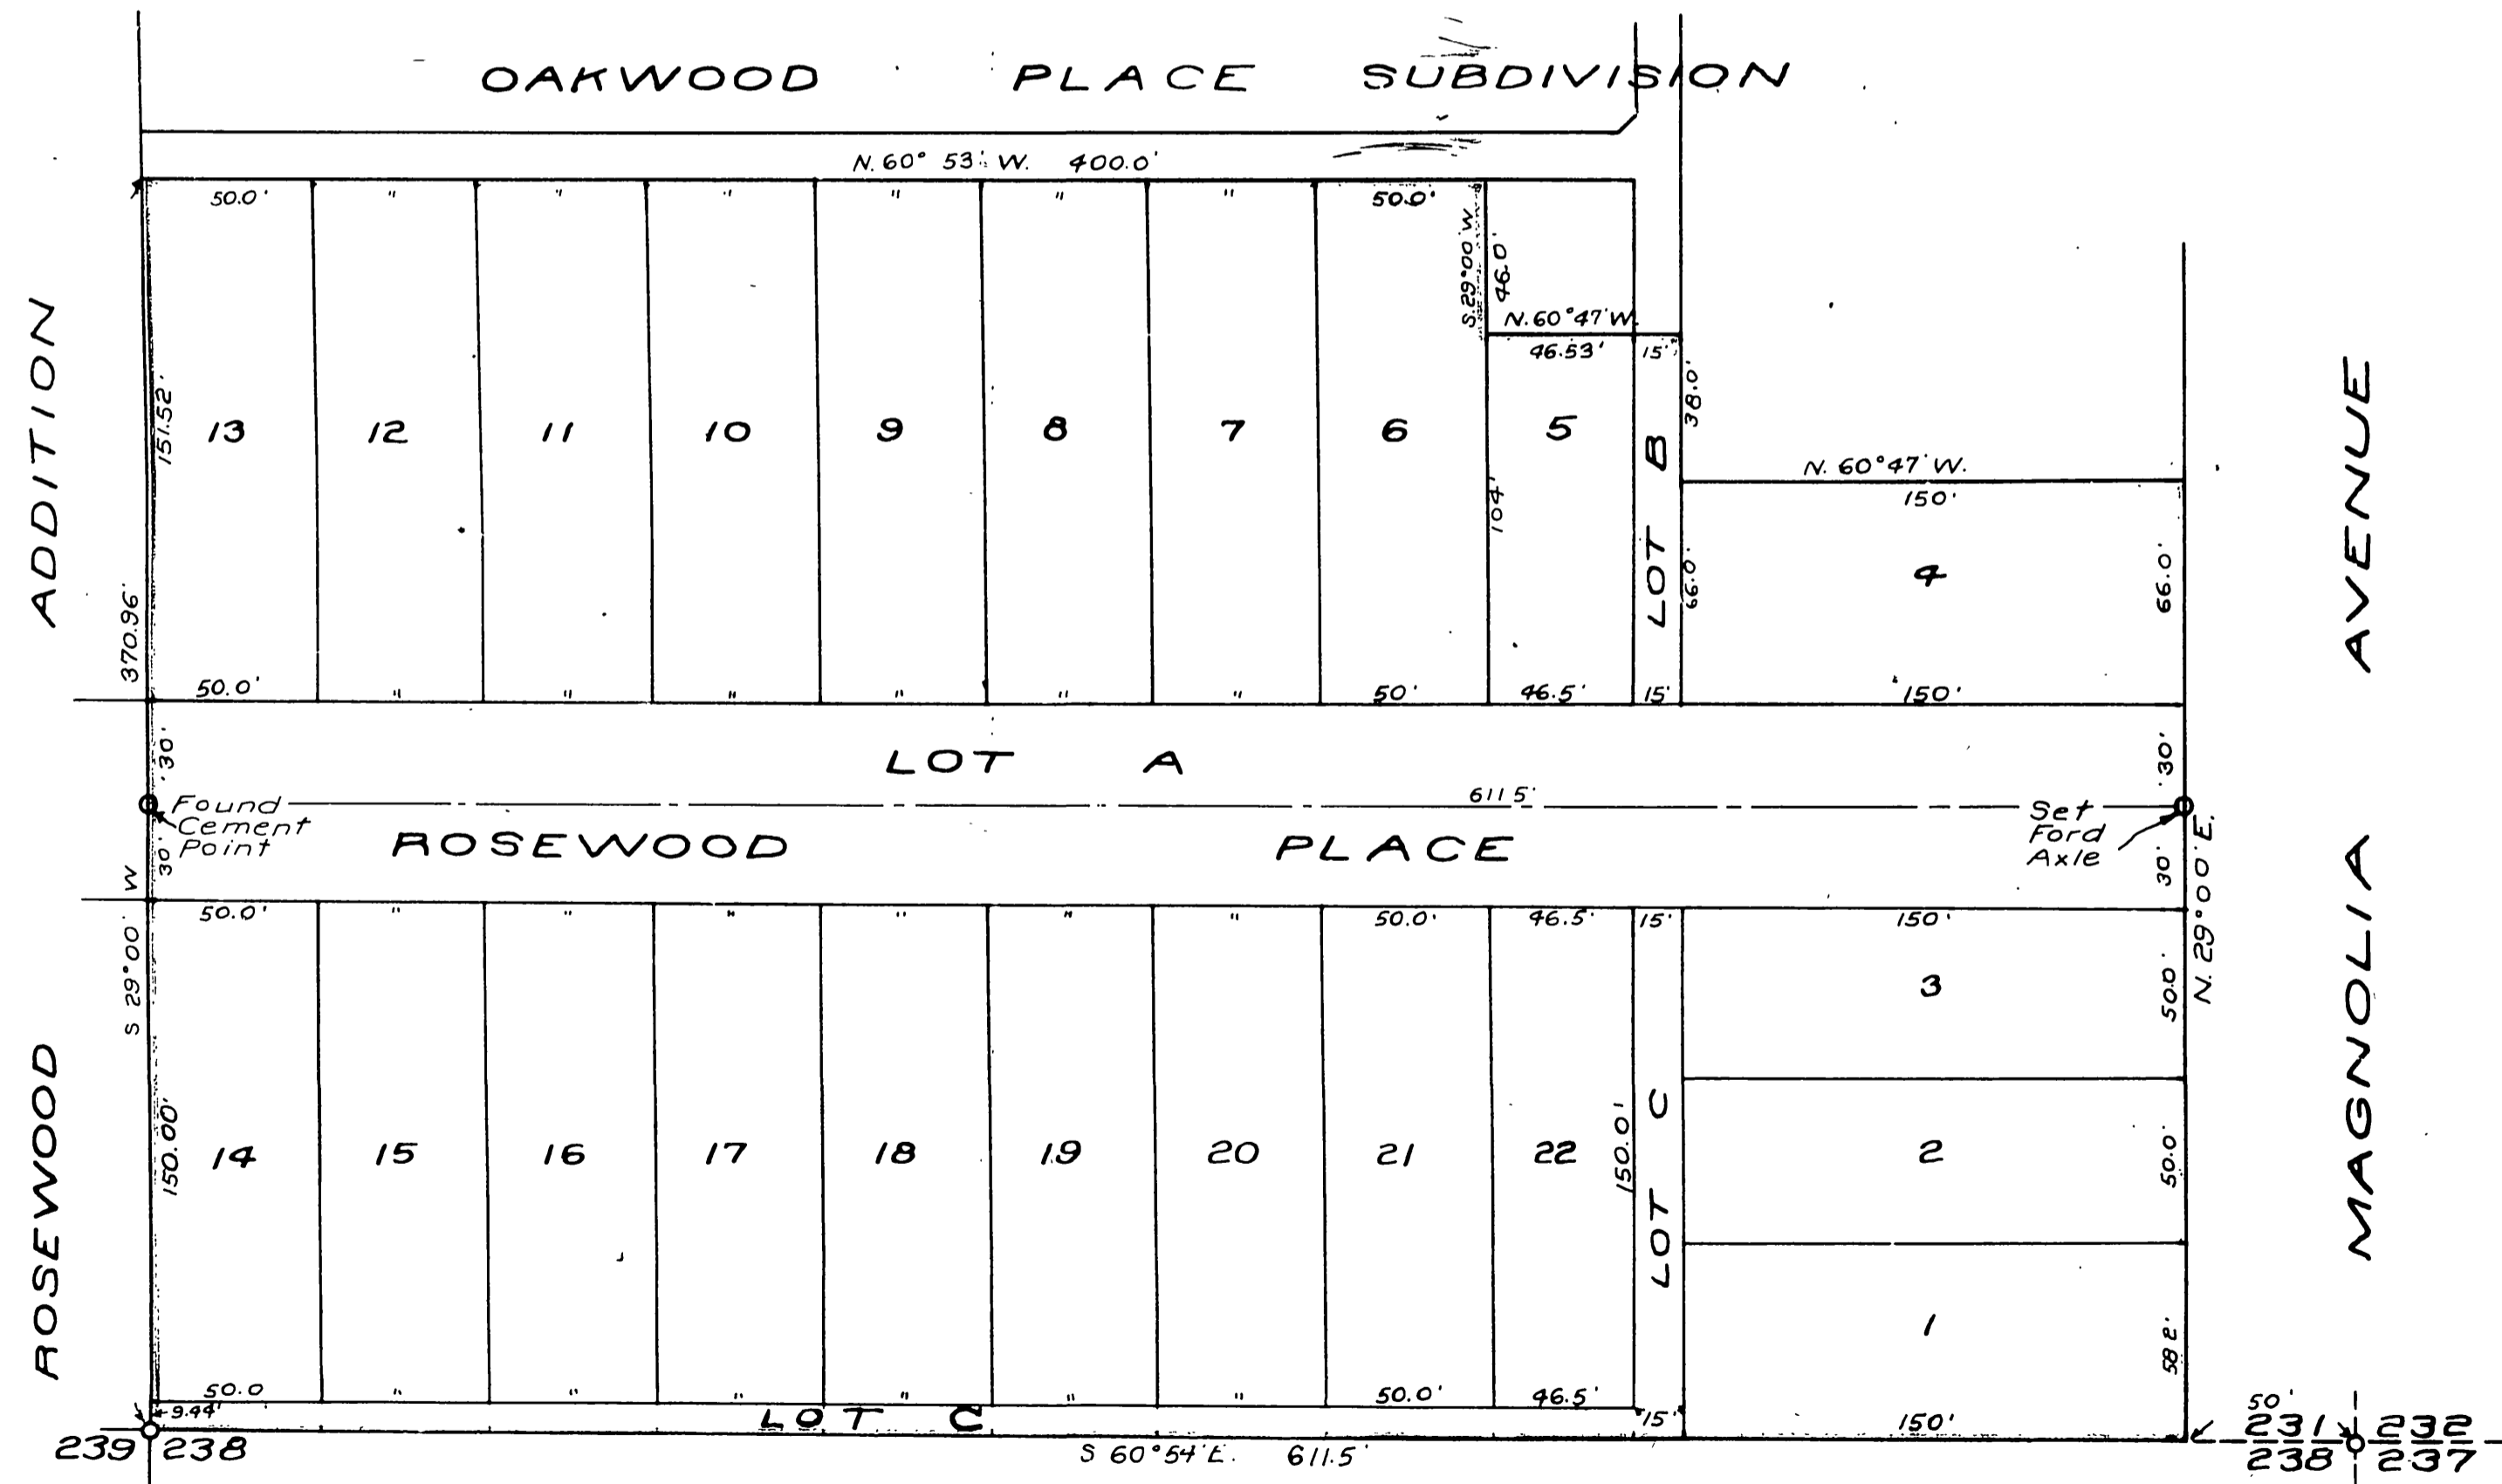 OAKWOOD PLACE SUBDIVISION
N. 60° 53' W. 400.0'
50.0' " " " " " " 50.0'
S. 29°00' W.
46.0'
N. 60°47' W.
46.53' 15'
38.0'
151.52'
13 12 11 10 9 8 7 6 5
LOT B
N. 60°47' W.
150'
104'
66.0'
4
66.0'
370.96'
50.0' " " " " " " 50' 46.5' 15' 150'
ADDITION
AVENUE
30'
LOT A
30'
611.5'
Found
Cement
Point
Set
Ford
Axle
30'
ROSEWOOD PLACE
30'
S 29°00' W
N. 29°00' E.
50.0' " " " " " " 50.0' 46.5' 15' 150'
3
50.0'
150.00'
14 15 16 17 18 19 20 21 22
150.0'
LOT C
2
50.0'
1
58.2'
ROSEWOOD
MAGNOLIA
50.0 " " " " " " 50.0' 46.5'
9.44'
LOT C
15' 150'
50'
239 238
S 60°54' E. 611.5'
231 232
238 237